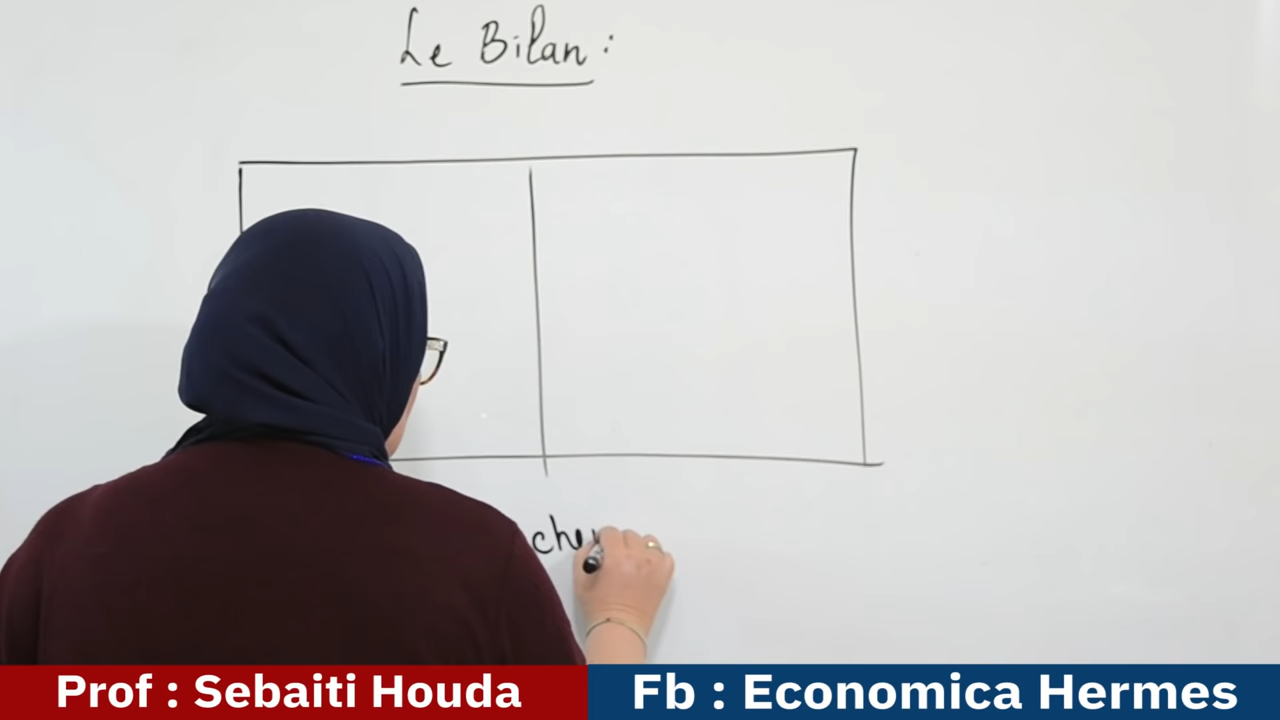 Le Bilan :
Prof : Sebaiti Houda
Fb : Economica Hermes